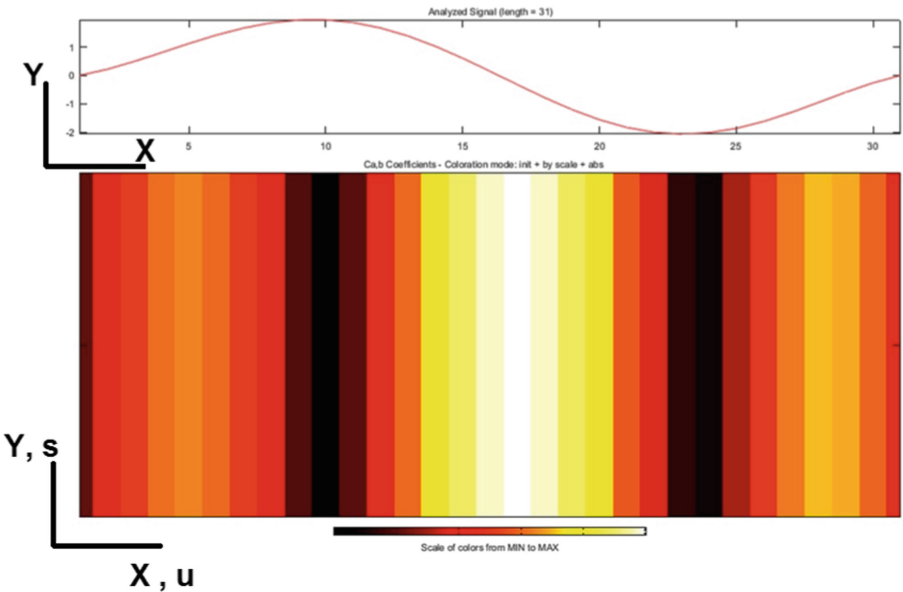 Analyzed Signal (length = 31)
Y
1
0
-1
-2
5 10 15 20 25 30
X
Ca,b Coefficients - Coloration mode: init + by scale + abs
Y, s
Scale of colors from MIN to MAX
X , u